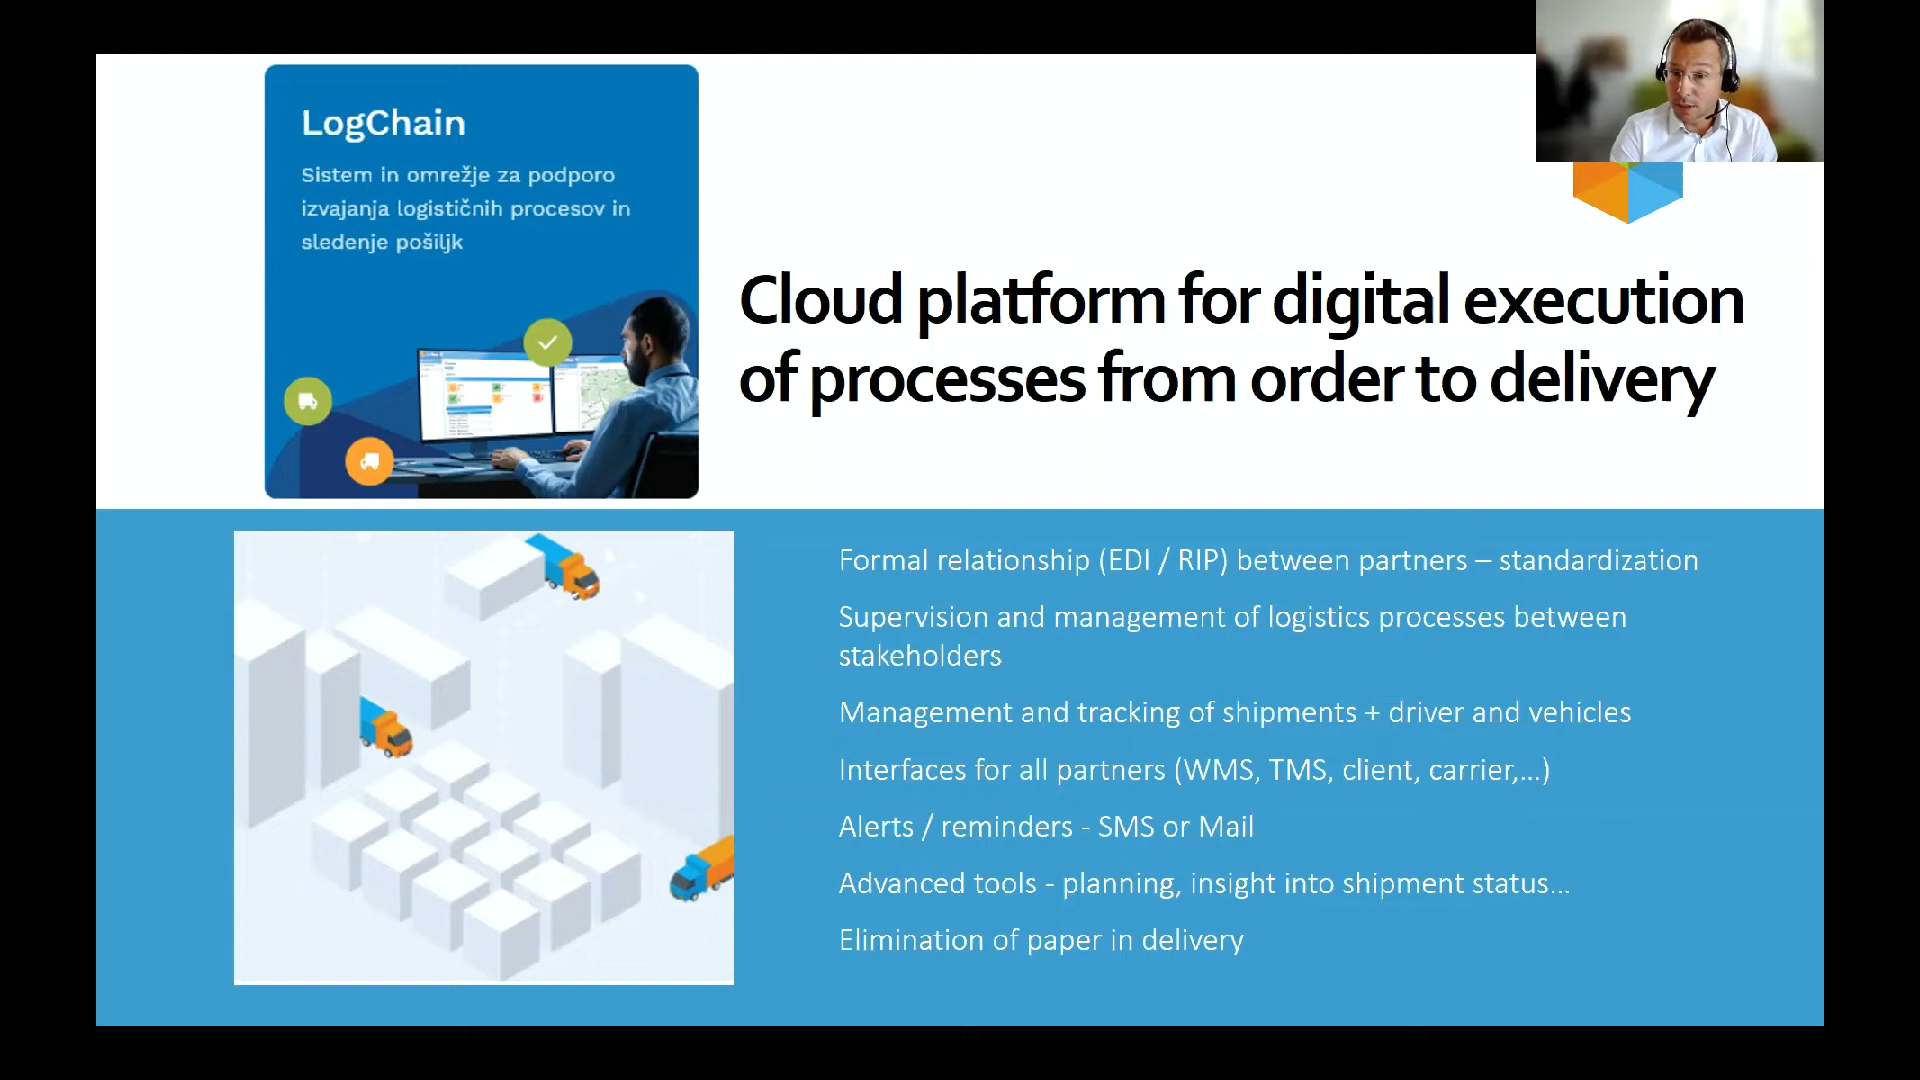 LogChain
Sistem in omrežje za podporo
izvajanja logističnih procesov in
sledenje pošiljk
Cloud platform for digital execution
of processes from order to delivery
Formal relationship (EDI / RIP) between partners – standardization
Supervision and management of logistics processes between
stakeholders
Management and tracking of shipments + driver and vehicles
Interfaces for all partners (WMS, TMS, client, carrier,...)
Alerts / reminders - SMS or Mail
Advanced tools - planning, insight into shipment status...
Elimination of paper in delivery